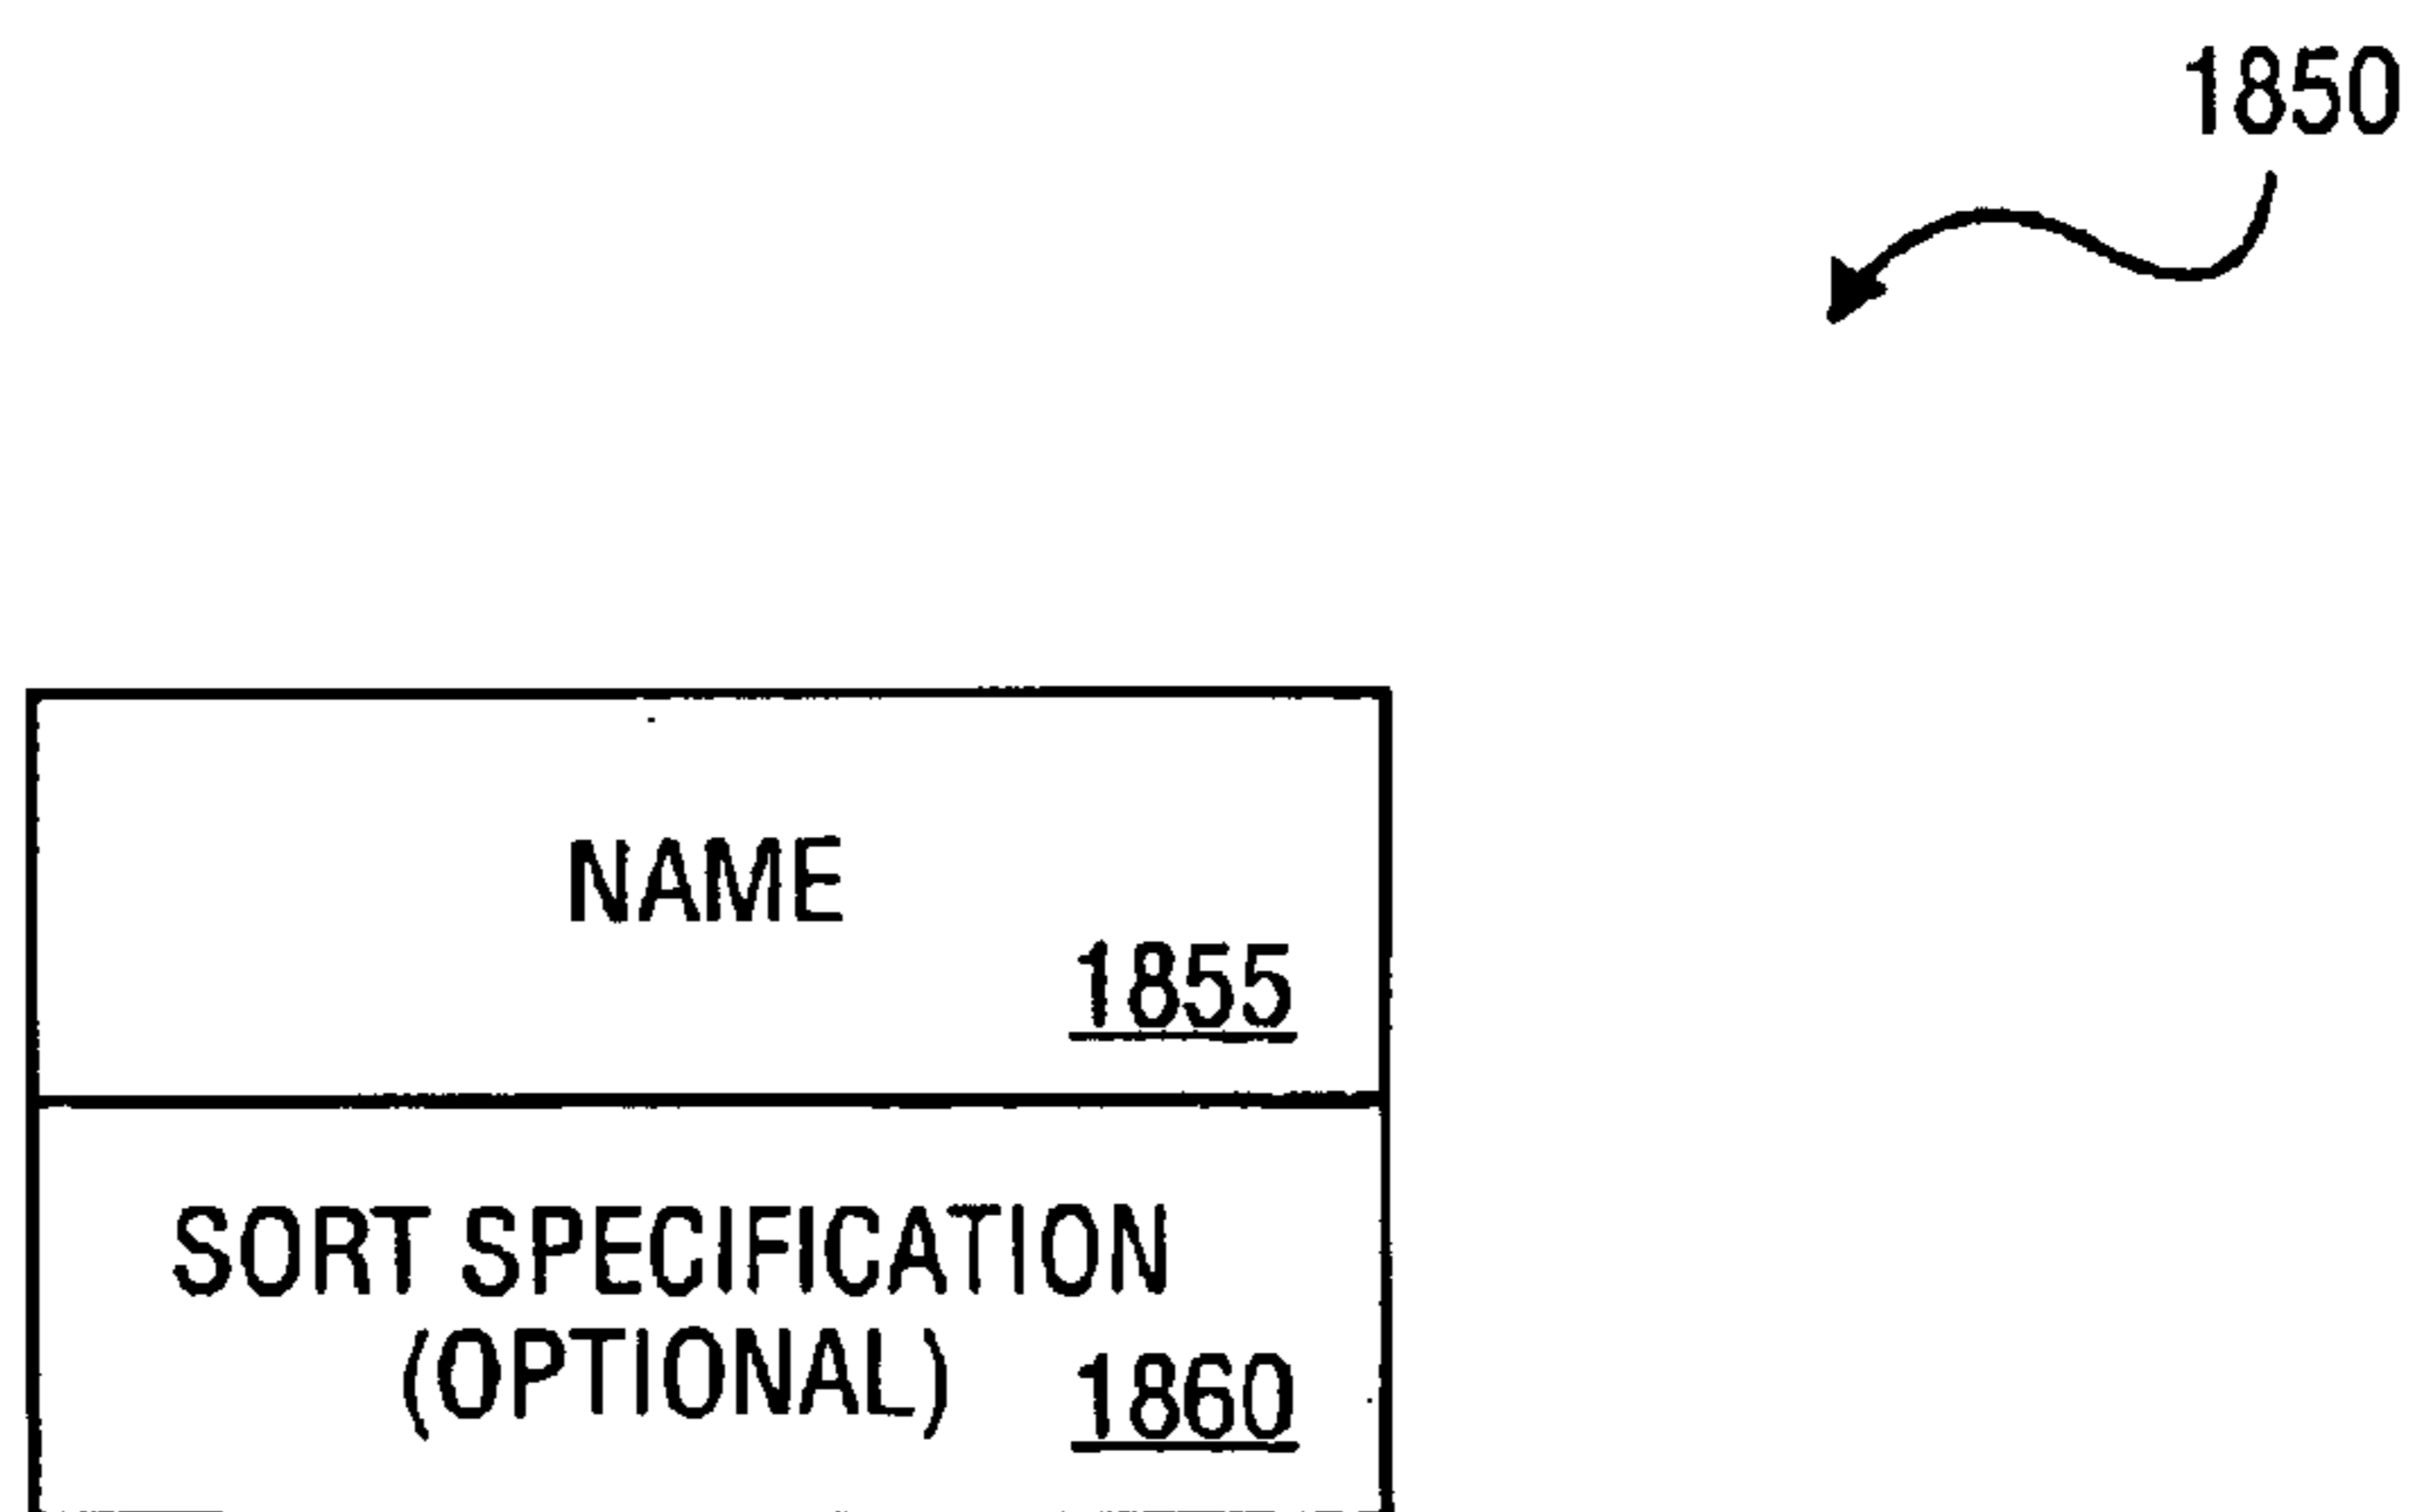 1850
NAME
1855
SORT SPECIFICATION
(OPTIONAL)
1860